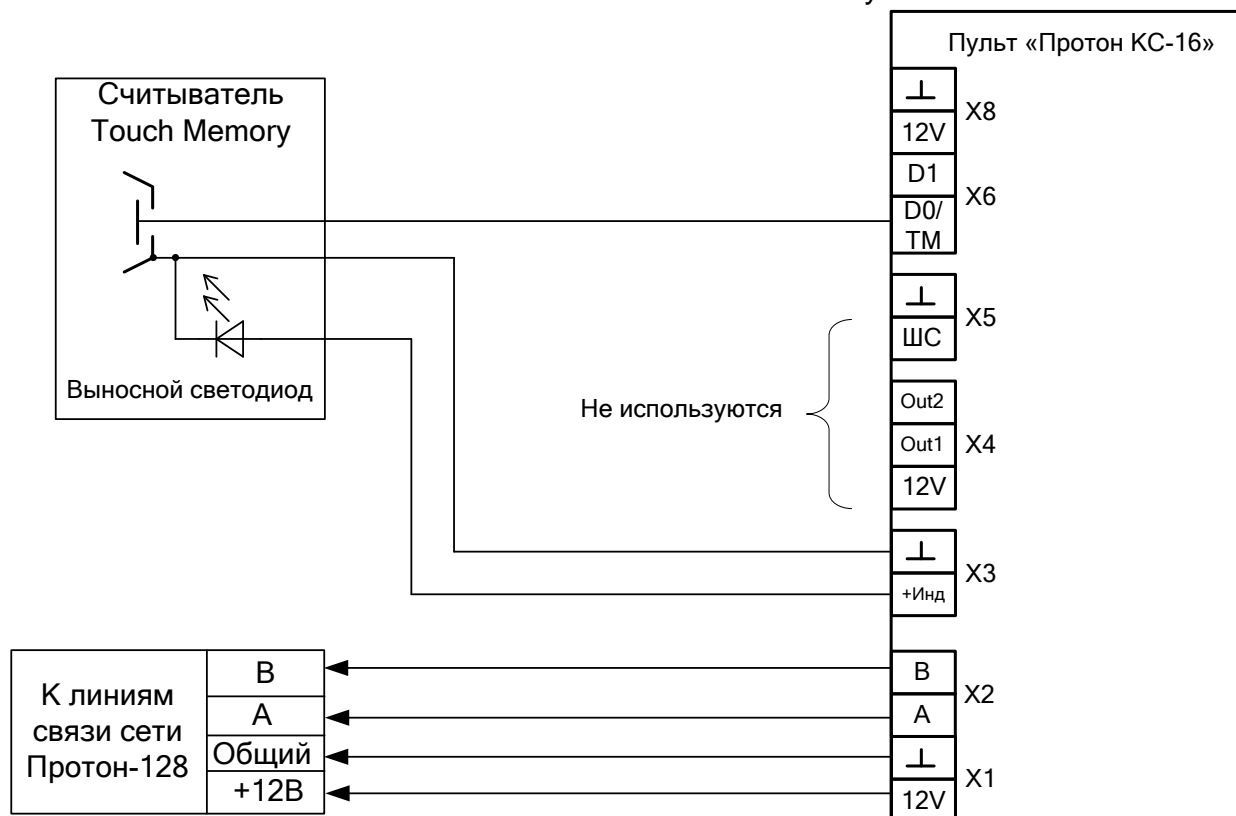 Пульт «Протон КС-16»
Считыватель
Touch Memory
Выносной светодиод
Не используются
⊥
12V
X8
D1
D0/
TM
X6
⊥
ШС
X5
Out2
Out1
12V
X4
⊥
+Инд
X3
B
A
X2
⊥
12V
X1
К линиям
связи сети
Протон-128
B
A
Общий
+12В